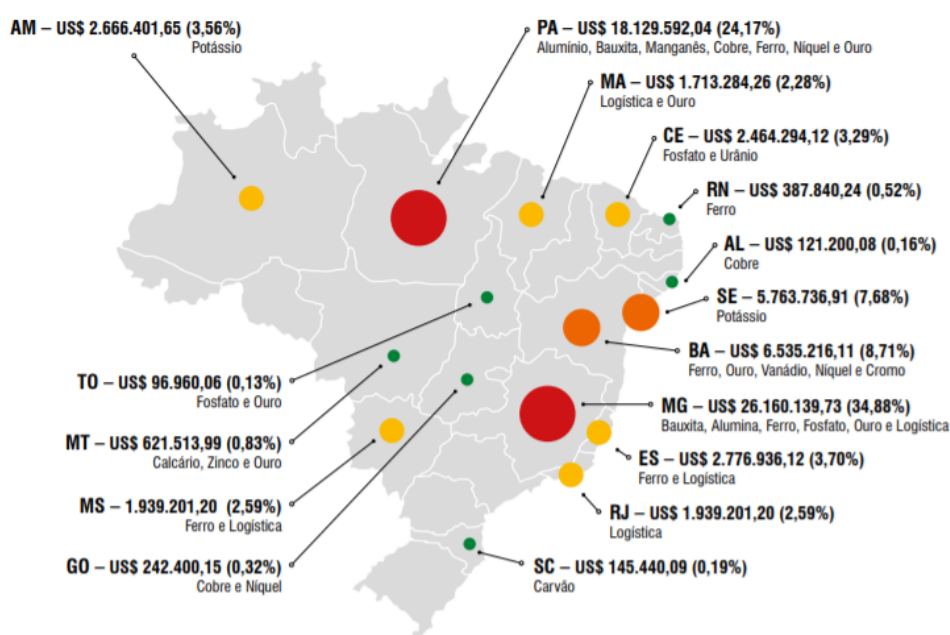 AM – US$ 2.666.401,65 (3,56%)
Potássio
PA – US$ 18.129.592,04 (24,17%)
Alumínio, Bauxita, Manganês, Cobre, Ferro, Níquel e Ouro
MA – US$ 1.713.284,26 (2,28%)
Logística e Ouro
CE – US$ 2.464.294,12 (3,29%)
Fosfato e Urânio
RN – US$ 387.840,24 (0,52%)
Ferro
AL – US$ 121.200,08 (0,16%)
Cobre
SE – US$ 5.763.736,91 (7,68%)
Potássio
BA – US$ 6.535.216,11 (8,71%)
Ferro, Ouro, Vanádio, Níquel e Cromo
TO – US$ 96.960,06 (0,13%)
Fosfato e Ouro
MG – US$ 26.160.139,73 (34,88%)
Bauxita, Alumina, Ferro, Fosfato, Ouro e Logística
MT – US$ 621.513,99 (0,83%)
Calcário, Zinco e Ouro
ES – US$ 2.776.936,12 (3,70%)
Ferro e Logística
MS – 1.939.201,20 (2,59%)
Ferro e Logística
RJ – US$ 1.939.201,20 (2,59%)
Logística
GO – US$ 242.400,15 (0,32%)
Cobre e Níquel
SC – US$ 145.440,09 (0,19%)
Carvão